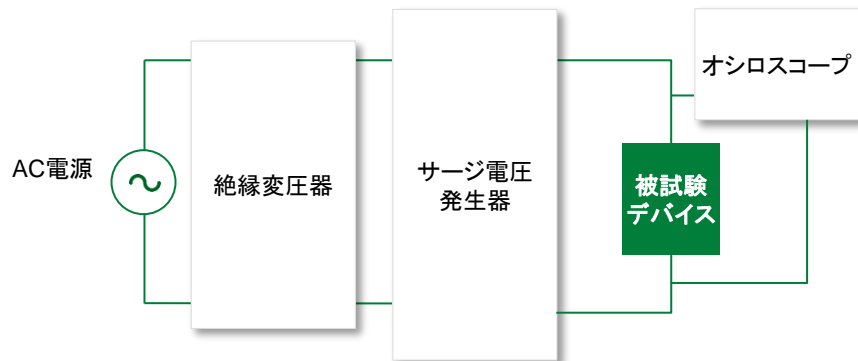 AC電源
絶縁変圧器
サージ電圧
発生器
オシロスコープ
被試験
デバイス